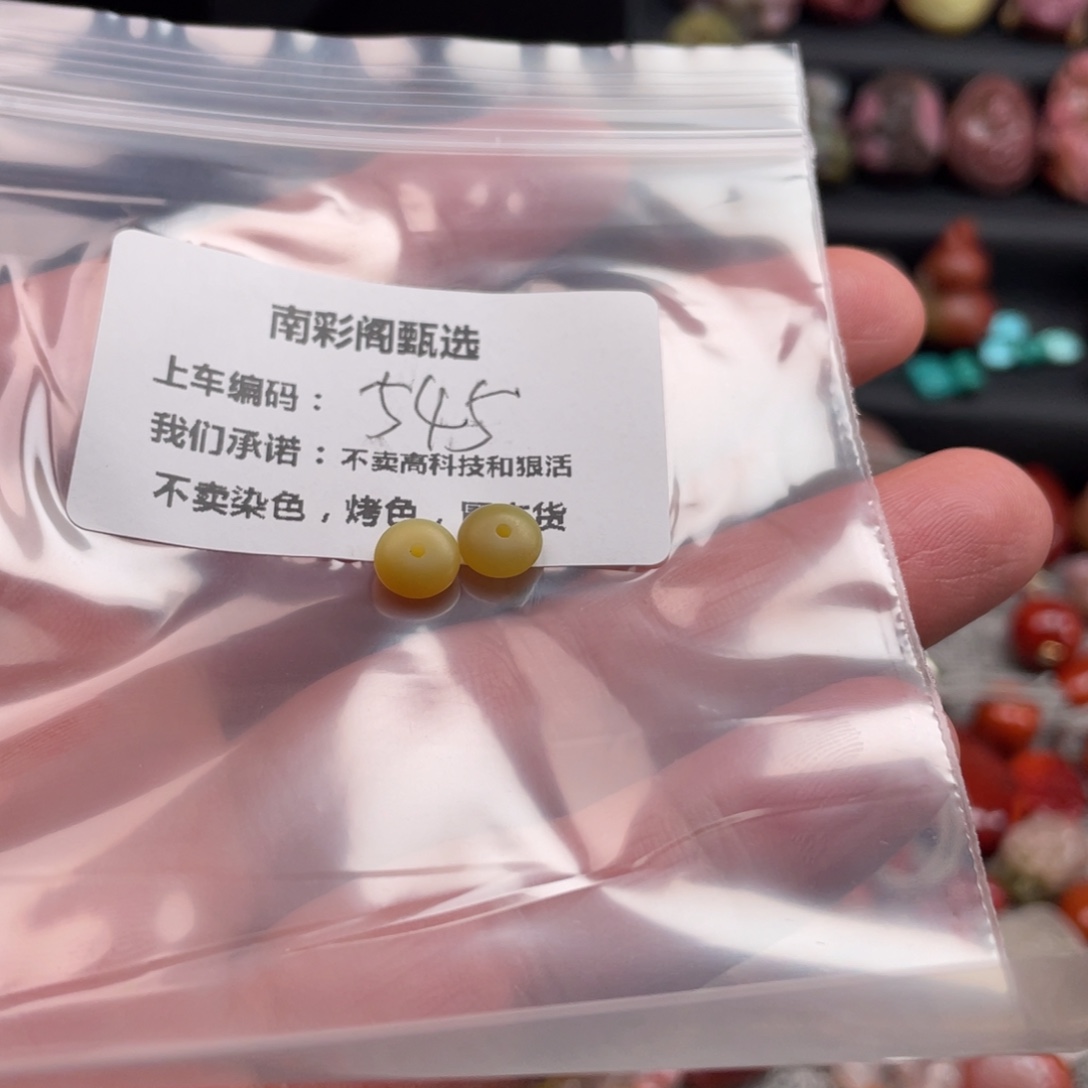 南彩阁甄选
上车编码：545
我们承诺：不卖高科技和狠活
不卖染色，烤色，货